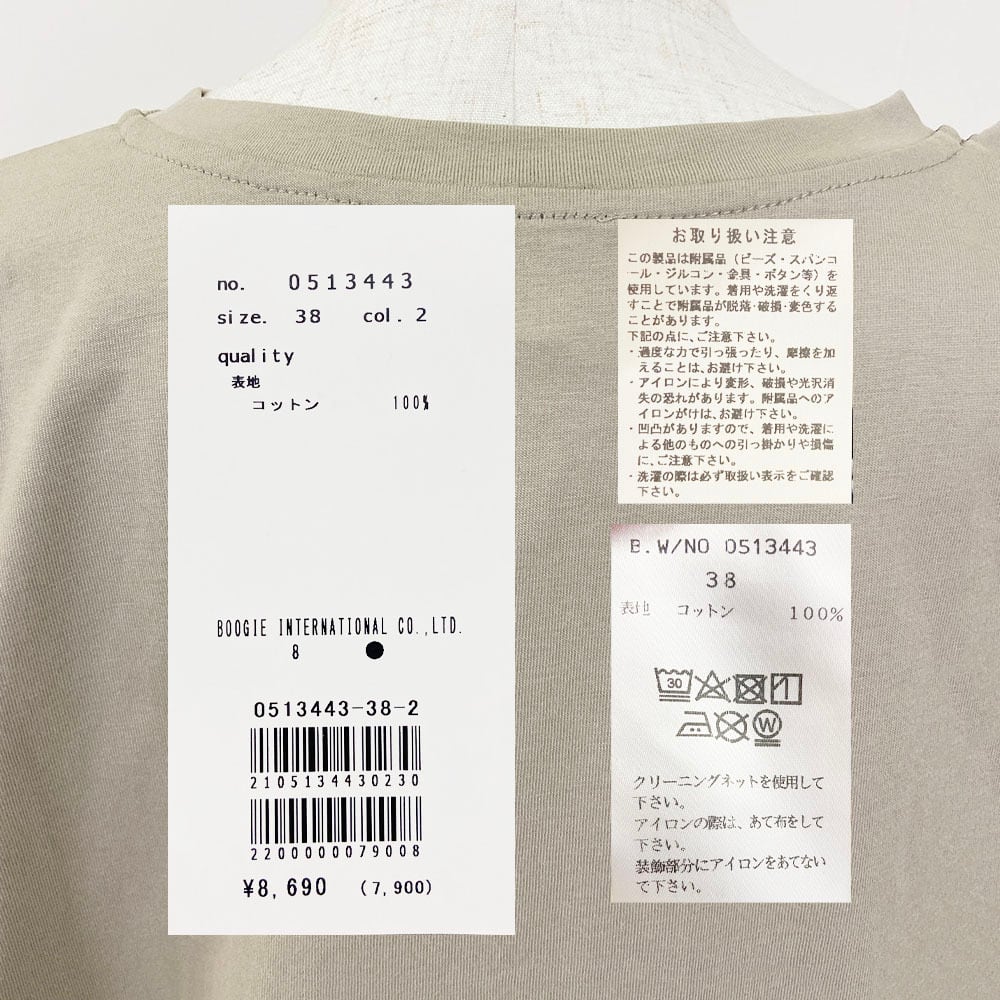 no. 0513443
size. 38 col. 2
quality
表地
コットン 100%
BOOGIE INTERNATIONAL CO.,LTD.
8
0513443-38-2
2105134430230
2200000079008
¥8,690 (7,900)
お取り扱い注意
この製品は附属品（ビーズ・スパンコ
ール・ジルコン・金具・ボタン等）を
使用しています。着用や洗濯をくり返
すことで附属品が脱落・破損・変色する
ことがあります。
下記の点に、ご注意下さい。
・過度な力で引っ張ったり、摩擦を加
えることは、お避け下さい。
・アイロンにより変形、破損や光沢消
失の恐れがあります。附属品へのア
イロンがけは、お避け下さい。
・凹凸がありますので、着用や洗濯に
よる他のものへの引っ掛かりや損傷
に、ご注意下さい。
・洗濯の際は必ず取扱い表示をご確認
下さい。
B.W/NO 0513443
38
表地 コットン 100%
30
W
クリーニングネットを使用して
下さい。
アイロンの際は、あて布をして
下さい。
装飾部分にアイロンをあてない
で下さい。